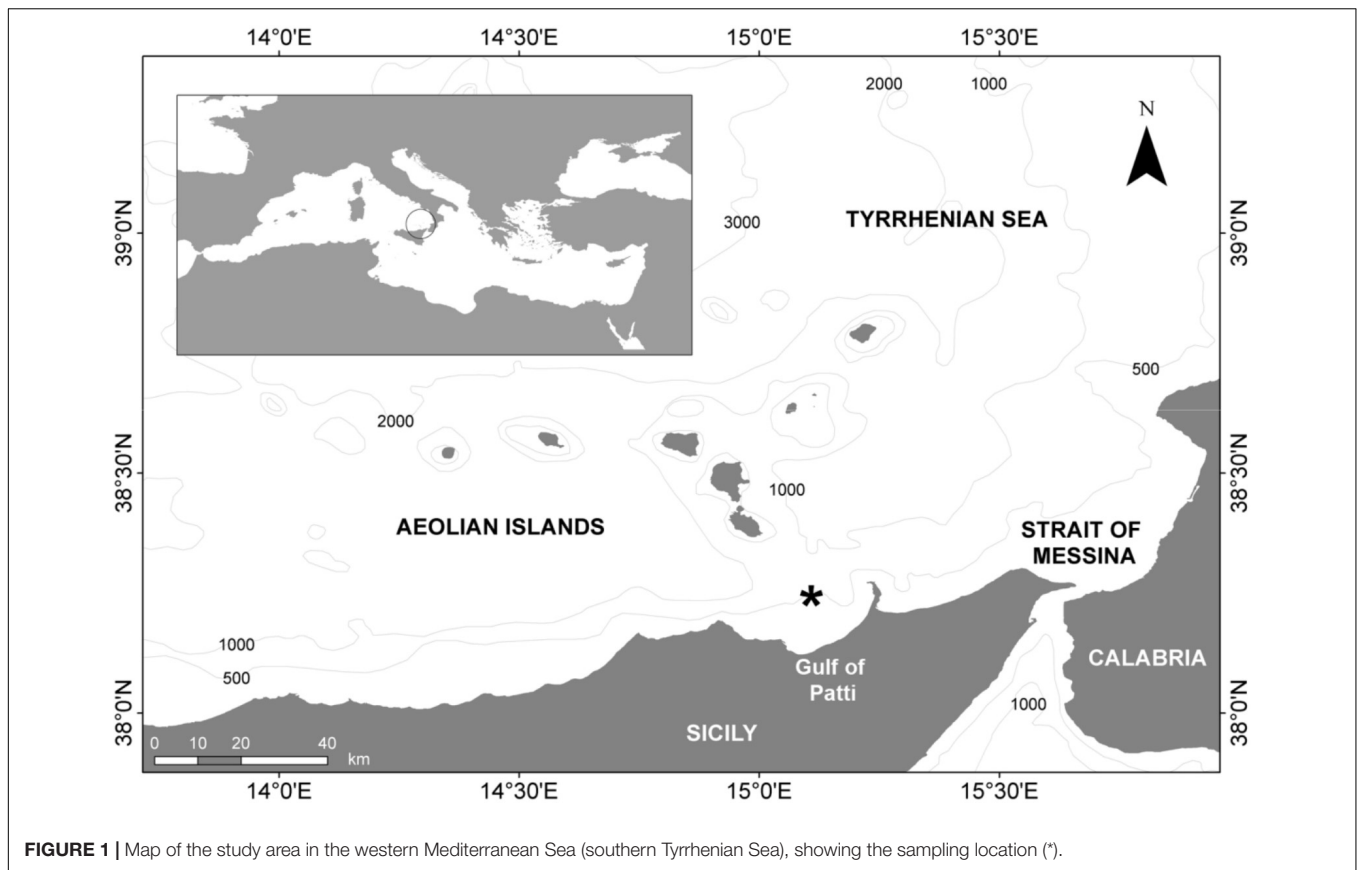 14°0'E
14°30'E
15°0'E
15°30'E
2000
1000
N
3000
TYRRHENIAN SEA
39°0'N
39°0'N
500
2000
38°30'N
38°30'N
1000
AEOLIAN ISLANDS
STRAIT OF
MESSINA
*
1000
500
Gulf of
Patti
CALABRIA
1000
38°0'N
38°0'N
SICILY
0
10
20
40
km
14°0'E
14°30'E
15°0'E
15°30'E
FIGURE 1 | Map of the study area in the western Mediterranean Sea (southern Tyrrhenian Sea), showing the sampling location (*).